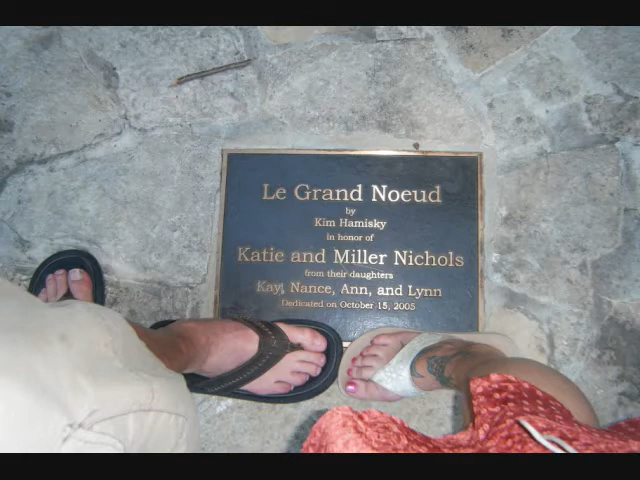 Le Grand Noeud
by
Kim Hamisky
in honor of
Katie and Miller Nichols
from their daughters
Kay, Nance, Ann, and Lynn
Dedicated on October 15, 2005